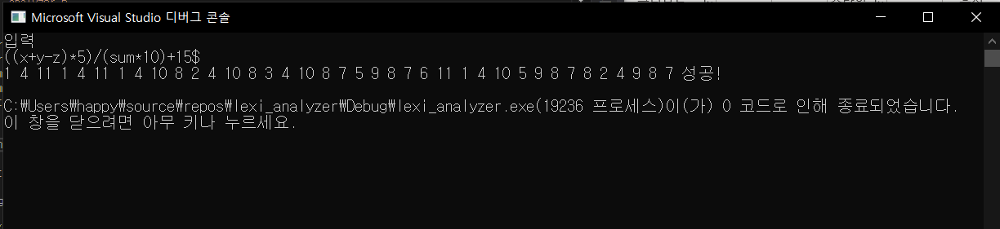 Microsoft Visual Studio 디버그 콘솔
입력
((x+y-z)*5)/(sum*10)+15$
1 4 11 1 4 11 1 4 10 8 2 4 10 8 3 4 10 8 7 5 9 8 7 6 11 1 4 10 5 9 8 7 8 2 4 9 8 7 성공!
C:\Users\happy\source\repos\lexi_analyzer\Debug\lexi_analyzer.exe(19236 프로세스)이(가) 0 코드로 인해 종료되었습니다.
이 창을 닫으려면 아무 키나 누르세요.